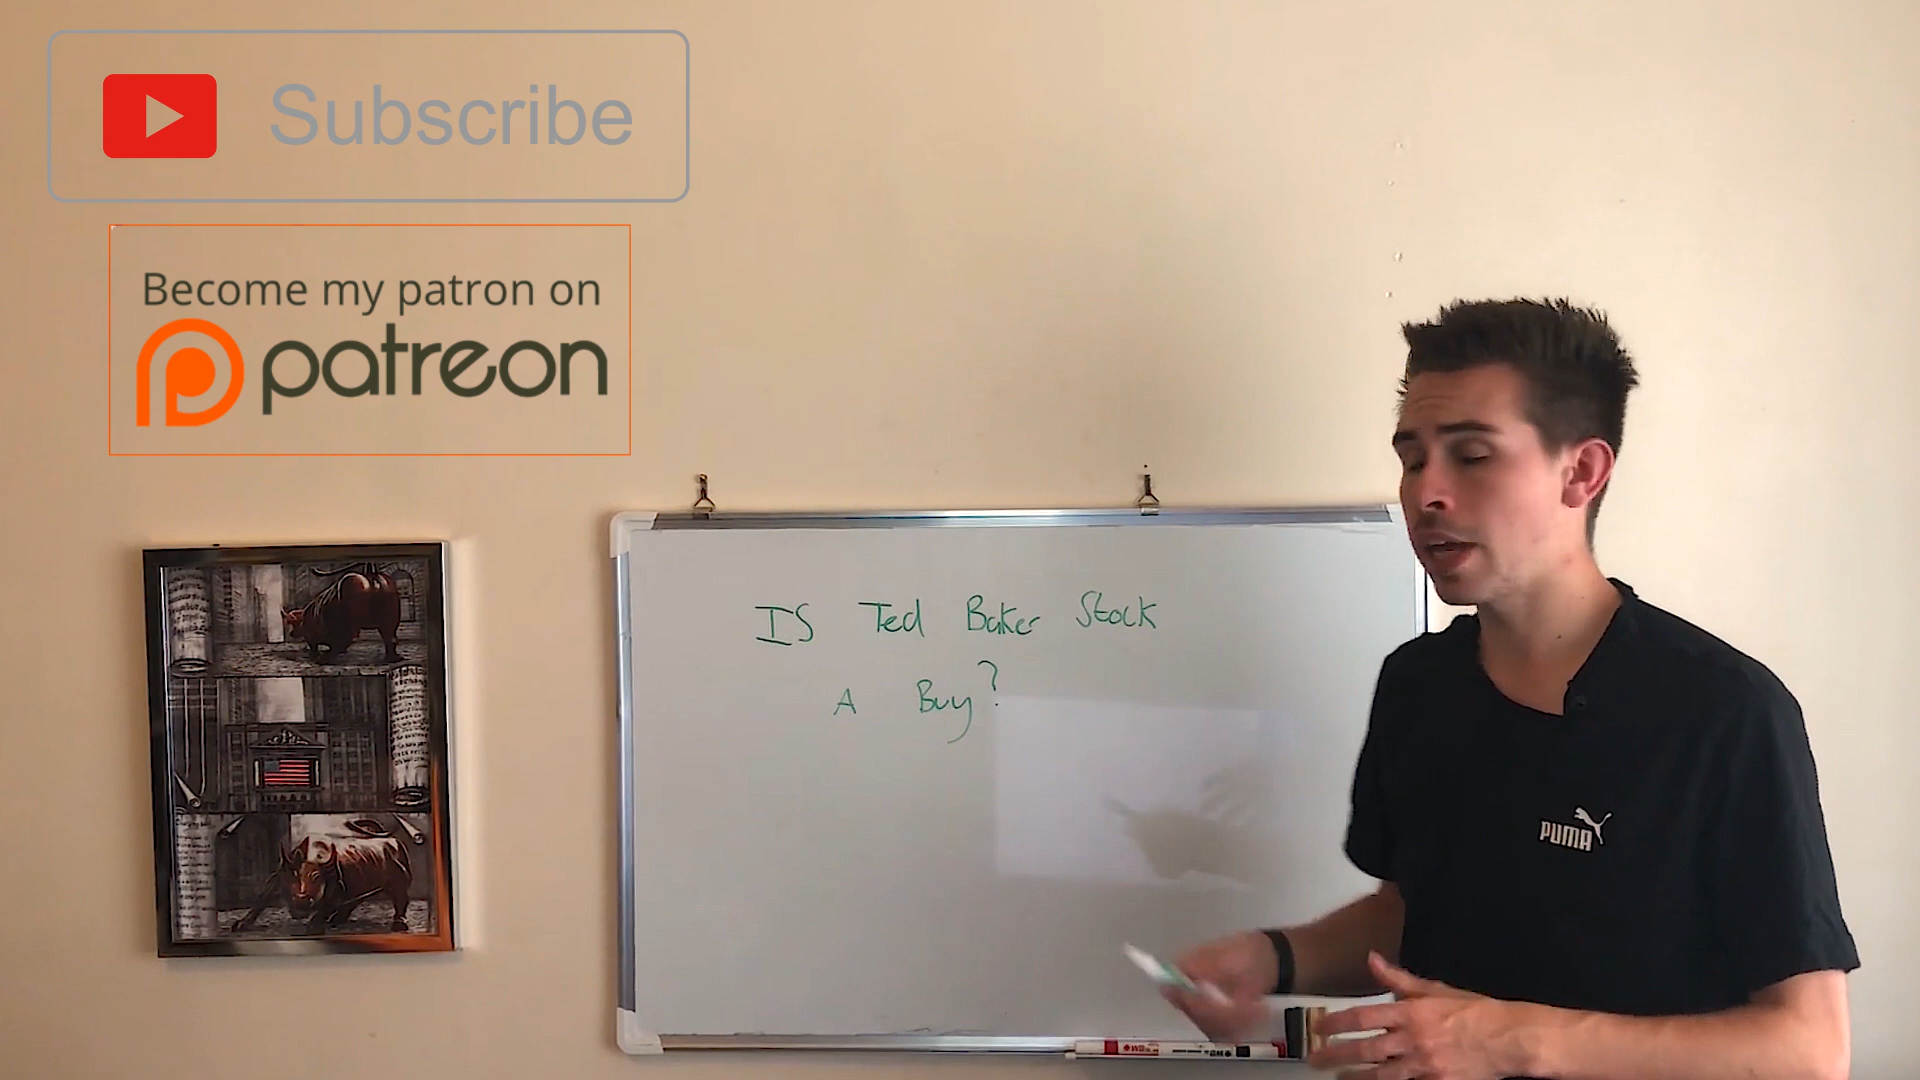 Subscribe
Become my patron on
patreon
IS Ted Baker Stock
A Buy?
PUMA